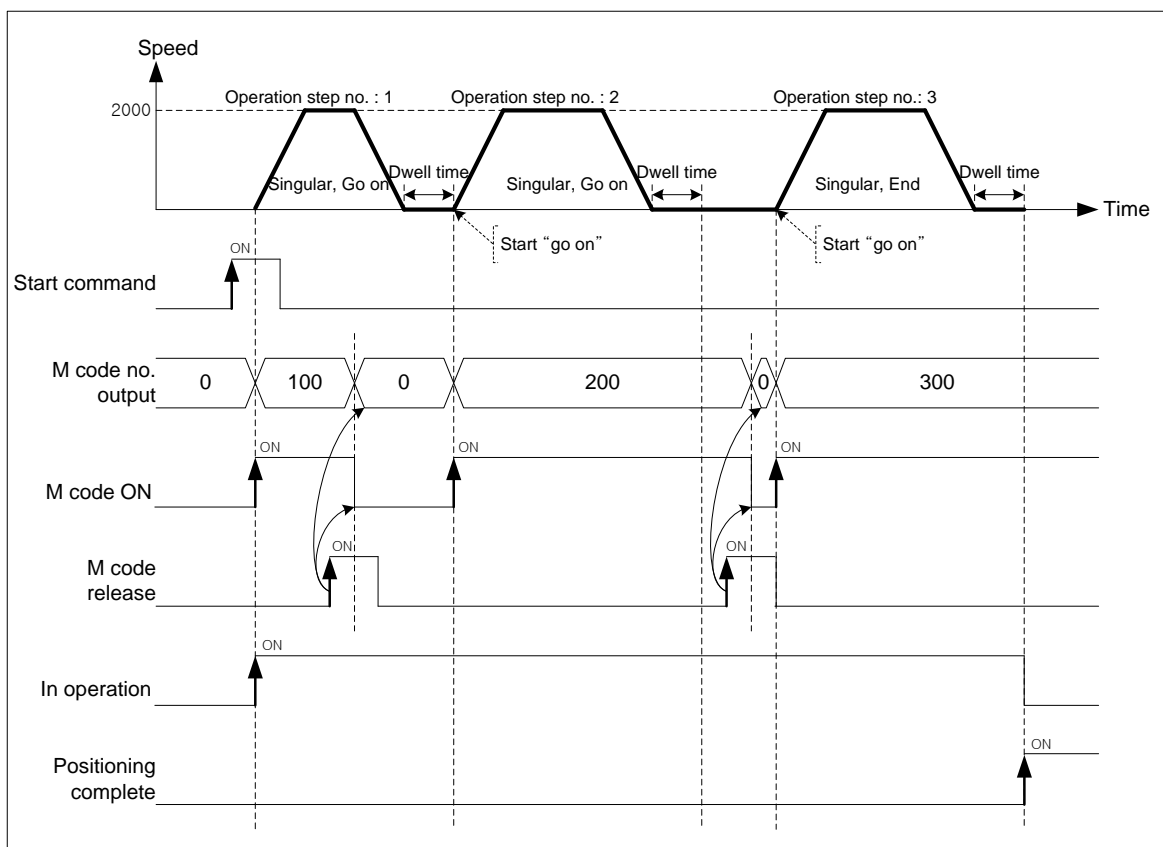 Speed
2000
Operation step no. : 1
Operation step no. : 2
Operation step no.: 3
Singular, Go on
Dwell time
Singular, Go on
Dwell time
Singular, End
Dwell time
Time
Start “go on”
Start “go on”
Start command
ON
M code no.
output
0
100
0
200
0
300
M code ON
ON
ON
ON
M code
release
ON
ON
In operation
ON
Positioning
complete
ON